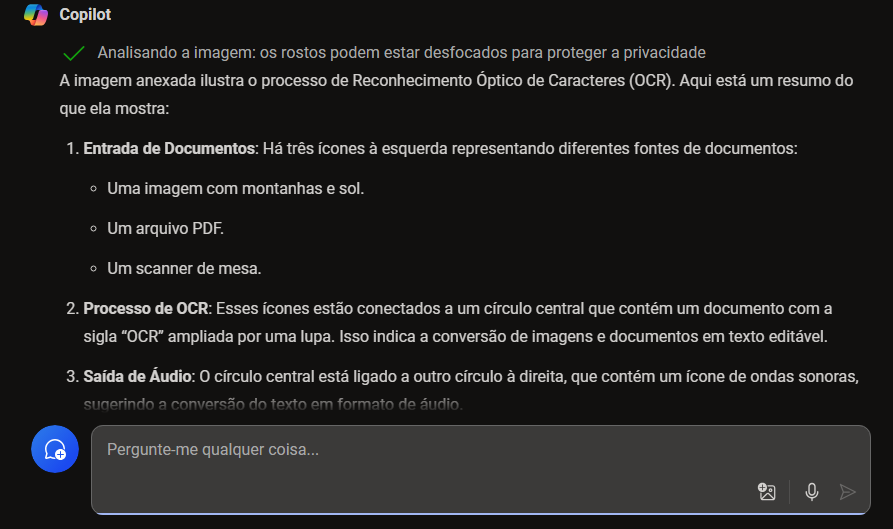 Copilot
Analisando a imagem: os rostos podem estar desfocados para proteger a privacidade
A imagem anexada ilustra o processo de Reconhecimento Óptico de Caracteres (OCR). Aqui está um resumo do
que ela mostra:
1. Entrada de Documentos: Há três ícones à esquerda representando diferentes fontes de documentos:
○ Uma imagem com montanhas e sol.
○ Um arquivo PDF.
○ Um scanner de mesa.
2. Processo de OCR: Esses ícones estão conectados a um círculo central que contém um documento com a
sigla “OCR” ampliada por uma lupa. Isso indica a conversão de imagens e documentos em texto editável.
3. Saída de Áudio: O círculo central está ligado a outro círculo à direita, que contém um ícone de ondas sonoras,
sugerindo a conversão do texto em formato de áudio.
Pergunte-me qualquer coisa...